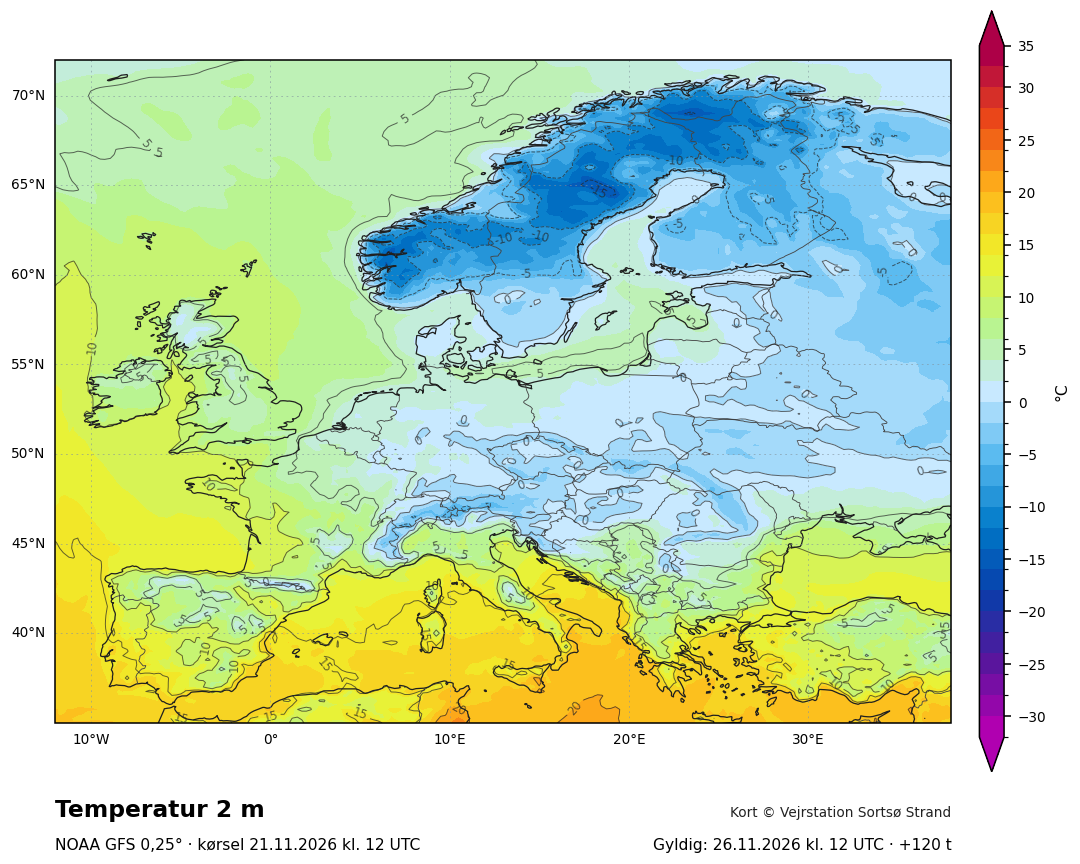 70°N
65°N
60°N
55°N
50°N
45°N
40°N
10°W 0° 10°E 20°E 30°E
35
30
25
20
15
10
5
0
−5
−10
−15
−20
−25
−30
°C
Temperatur 2 m
Kort © Vejrstation Sortsø Strand
NOAA GFS 0,25° · kørsel 21.11.2026 kl. 12 UTC
Gyldig: 26.11.2026 kl. 12 UTC · +120 t